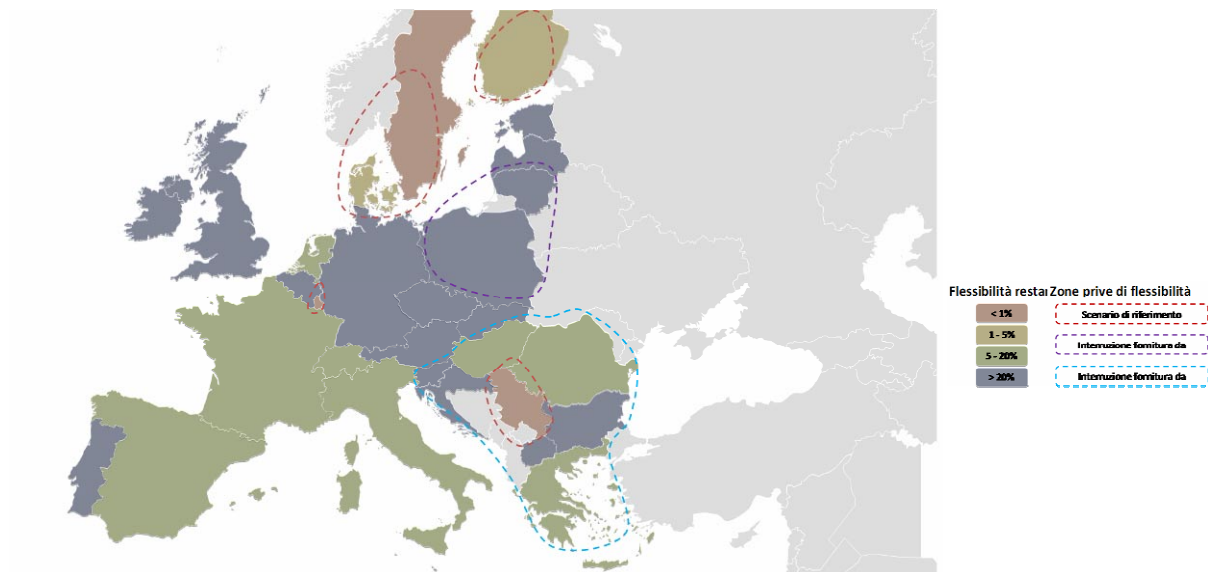 Flessibilità restar Zone prive di flessibilità
< 1% Scenario di riferimento
1 - 5% Interruzione fornitura da
5 - 20%
> 20% Interruzione fornitura da